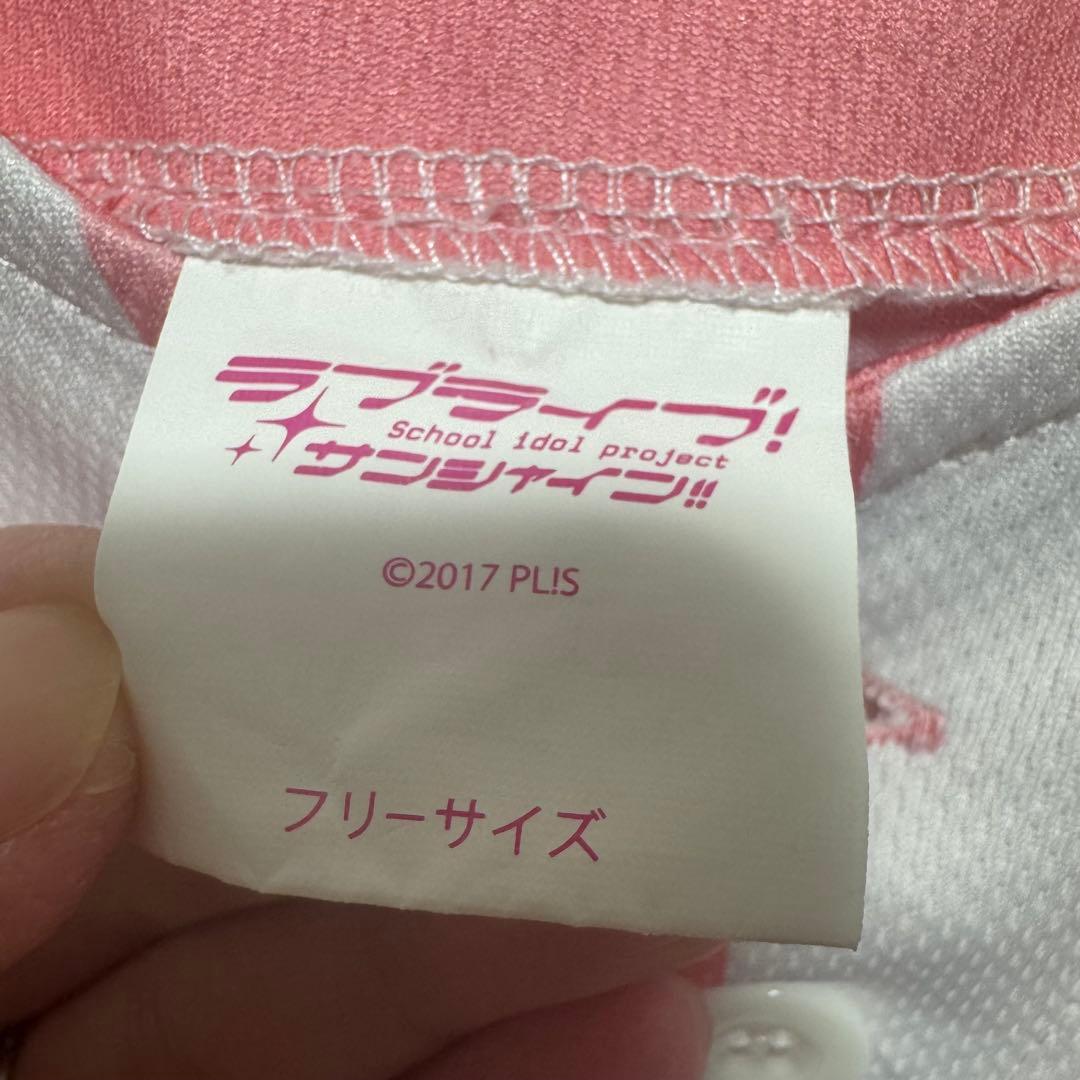 ラブライブ!
School idol project
サンシャイン!!
©2017 PL!S
フリーサイズ